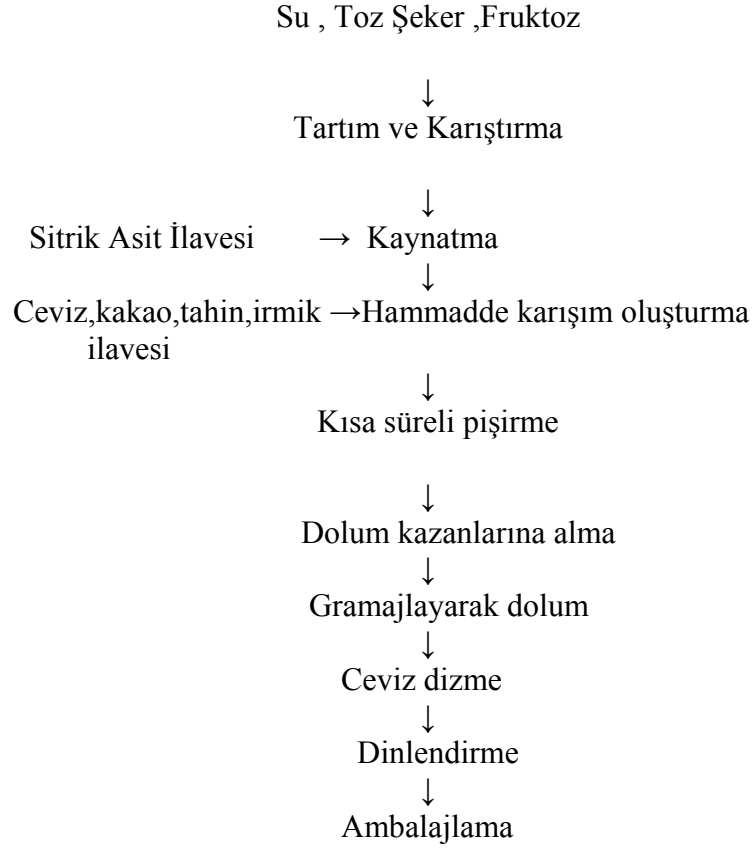 Su , Toz Şeker ,Fruktoz
↓
Tartım ve Karıştırma
↓
Sitrik Asit İlavesi → Kaynatma
↓
Ceviz,kakao,tahin,irmik →Hammadde karışım oluşturma
ilavesi
↓
Kısa süreli pişirme
↓
Dolum kazanlarına alma
↓
Gramajlayarak dolum
↓
Ceviz dizme
↓
Dinlendirme
↓
Ambalajlama